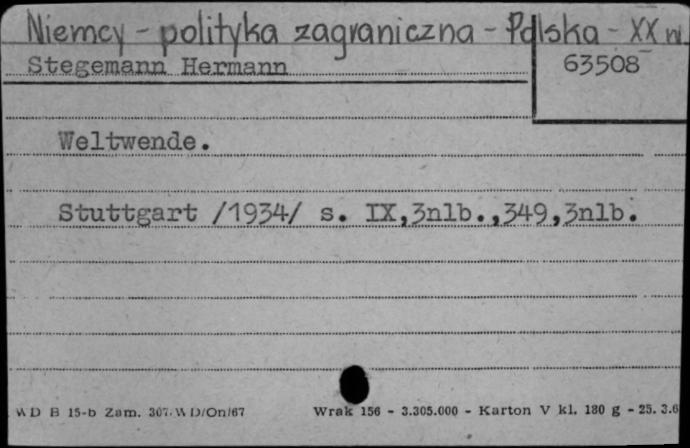 Niemcy - polityka zagraniczna - Polska - XX w.
Stegemann Hermann
63508
Weltwende.
Stuttgart /1934/ s. IX,3nlb.,349,3nlb.
WD B 15-b Zam. 307/WD/On/67
Wrak 156 - 3.305.000 - Karton V kl. 180 g - 25. 3.6